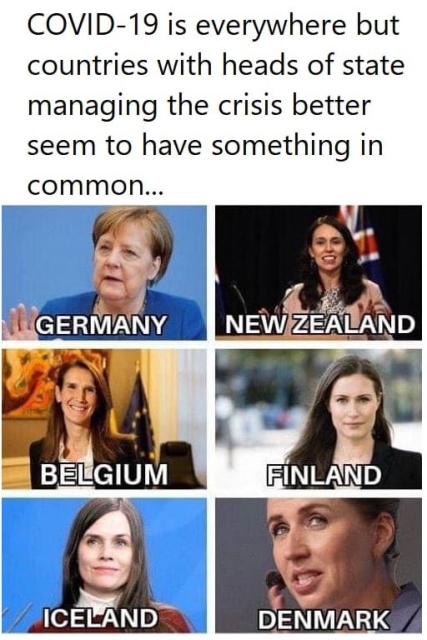 COVID-19 is everywhere but
countries with heads of state
managing the crisis better
seem to have something in
common...
GERMANY
NEW ZEALAND
BELGIUM
FINLAND
ICELAND
DENMARK